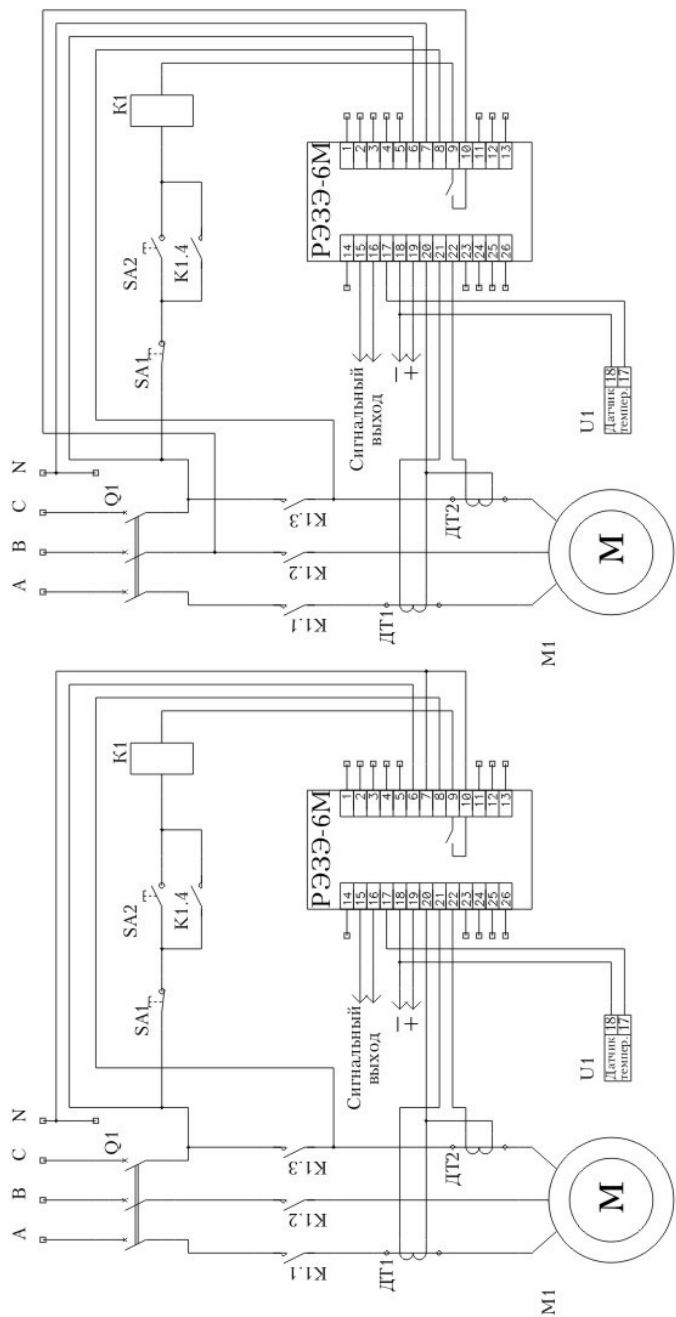 A
B
C
N
Q1
SA1
SA2
K1.4
K1
K1.1
K1.2
K1.3
ДТ1
ДТ2
М
М1
Сигнальный
выход
−
+
U1
Датчик 18
темпер. 17
РЭЗЭ-6М
14
15
16
17
18
19
20
21
22
23
24
25
26
1
2
3
4
5
6
7
8
9
10
11
12
13
A
B
C
N
Q1
SA1
SA2
K1.4
K1
K1.1
K1.2
K1.3
ДТ1
ДТ2
М
М1
Сигнальный
выход
−
+
U1
Датчик 18
темпер. 17
РЭЗЭ-6М
14
15
16
17
18
19
20
21
22
23
24
25
26
1
2
3
4
5
6
7
8
9
10
11
12
13